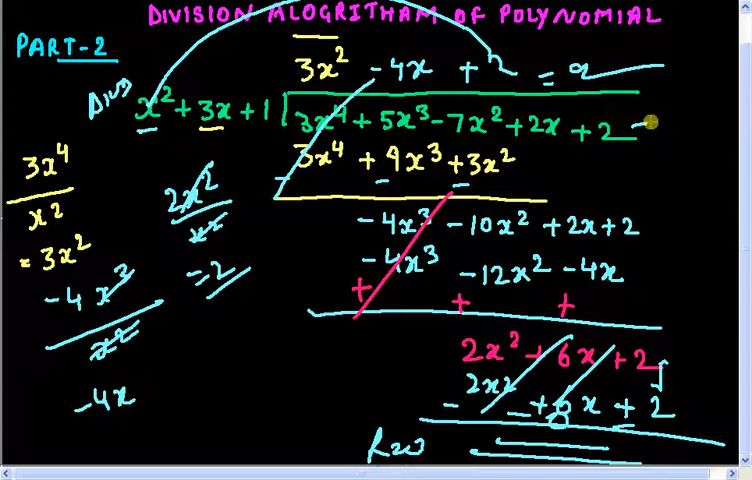 DIVISION ALOGRITHAM OF POLYNOMIAL
PART-2
3x² -4x + 2 = q
x² + 3x + 1 ) 3x⁴ + 5x³ - 7x² + 2x + 2
3x⁴ + 9x³ + 3x²
- - -
-4x³ - 10x² + 2x + 2
-4x³ - 12x² - 4x
+ + +
2x² + 6x + 2
2x² + 6x + 2
- - -
R=0
3x⁴
x²
= 3x²
-4x³
x²
-4x
2x²
x²
= 2